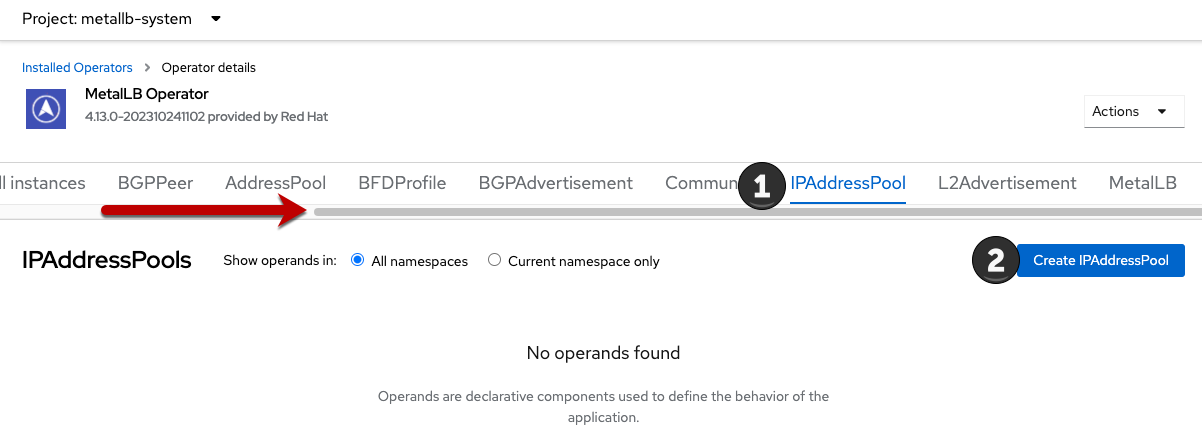 Project: metallb-system
Installed Operators > Operator details
MetalLB Operator
4.13.0-202310241102 provided by Red Hat
Actions
ll instances BGPPeer AddressPool BFDProfile BGPAdvertisement Commun 1 IPAddressPool L2Advertisement MetalLB
IPAddressPools Show operands in: All namespaces Current namespace only 2 Create IPAddressPool
No operands found
Operands are declarative components used to define the behavior of the
application.